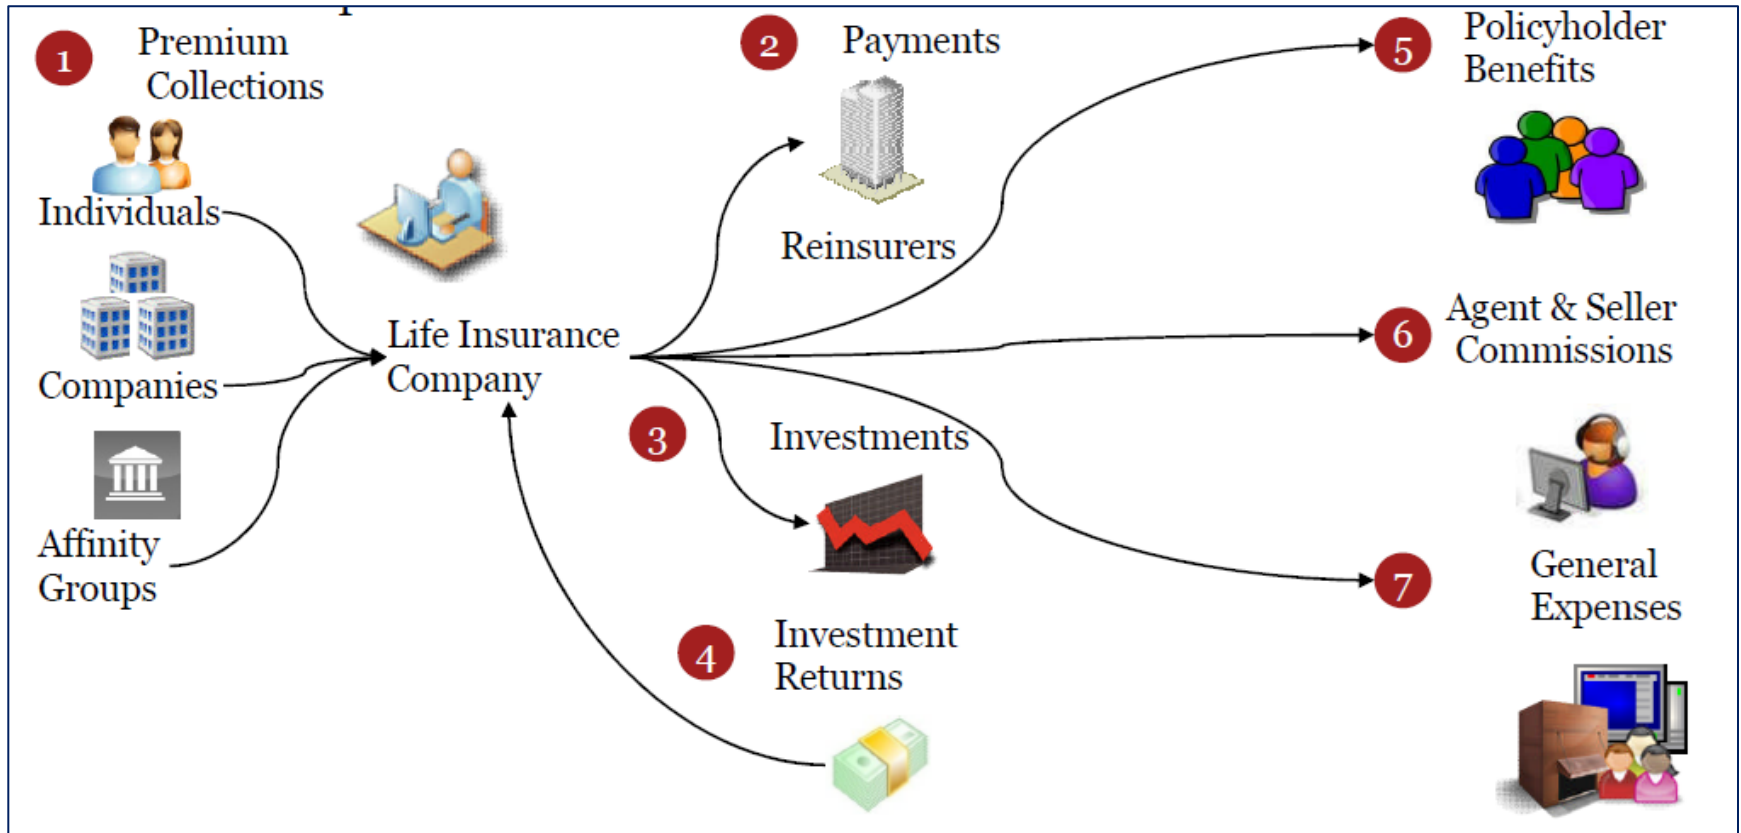 1
Premium
Collections
Individuals
Companies
Affinity
Groups
Life Insurance
Company
2
Payments
Reinsurers
3
Investments
4
Investment
Returns
5
Policyholder
Benefits
6
Agent & Seller
Commissions
7
General
Expenses